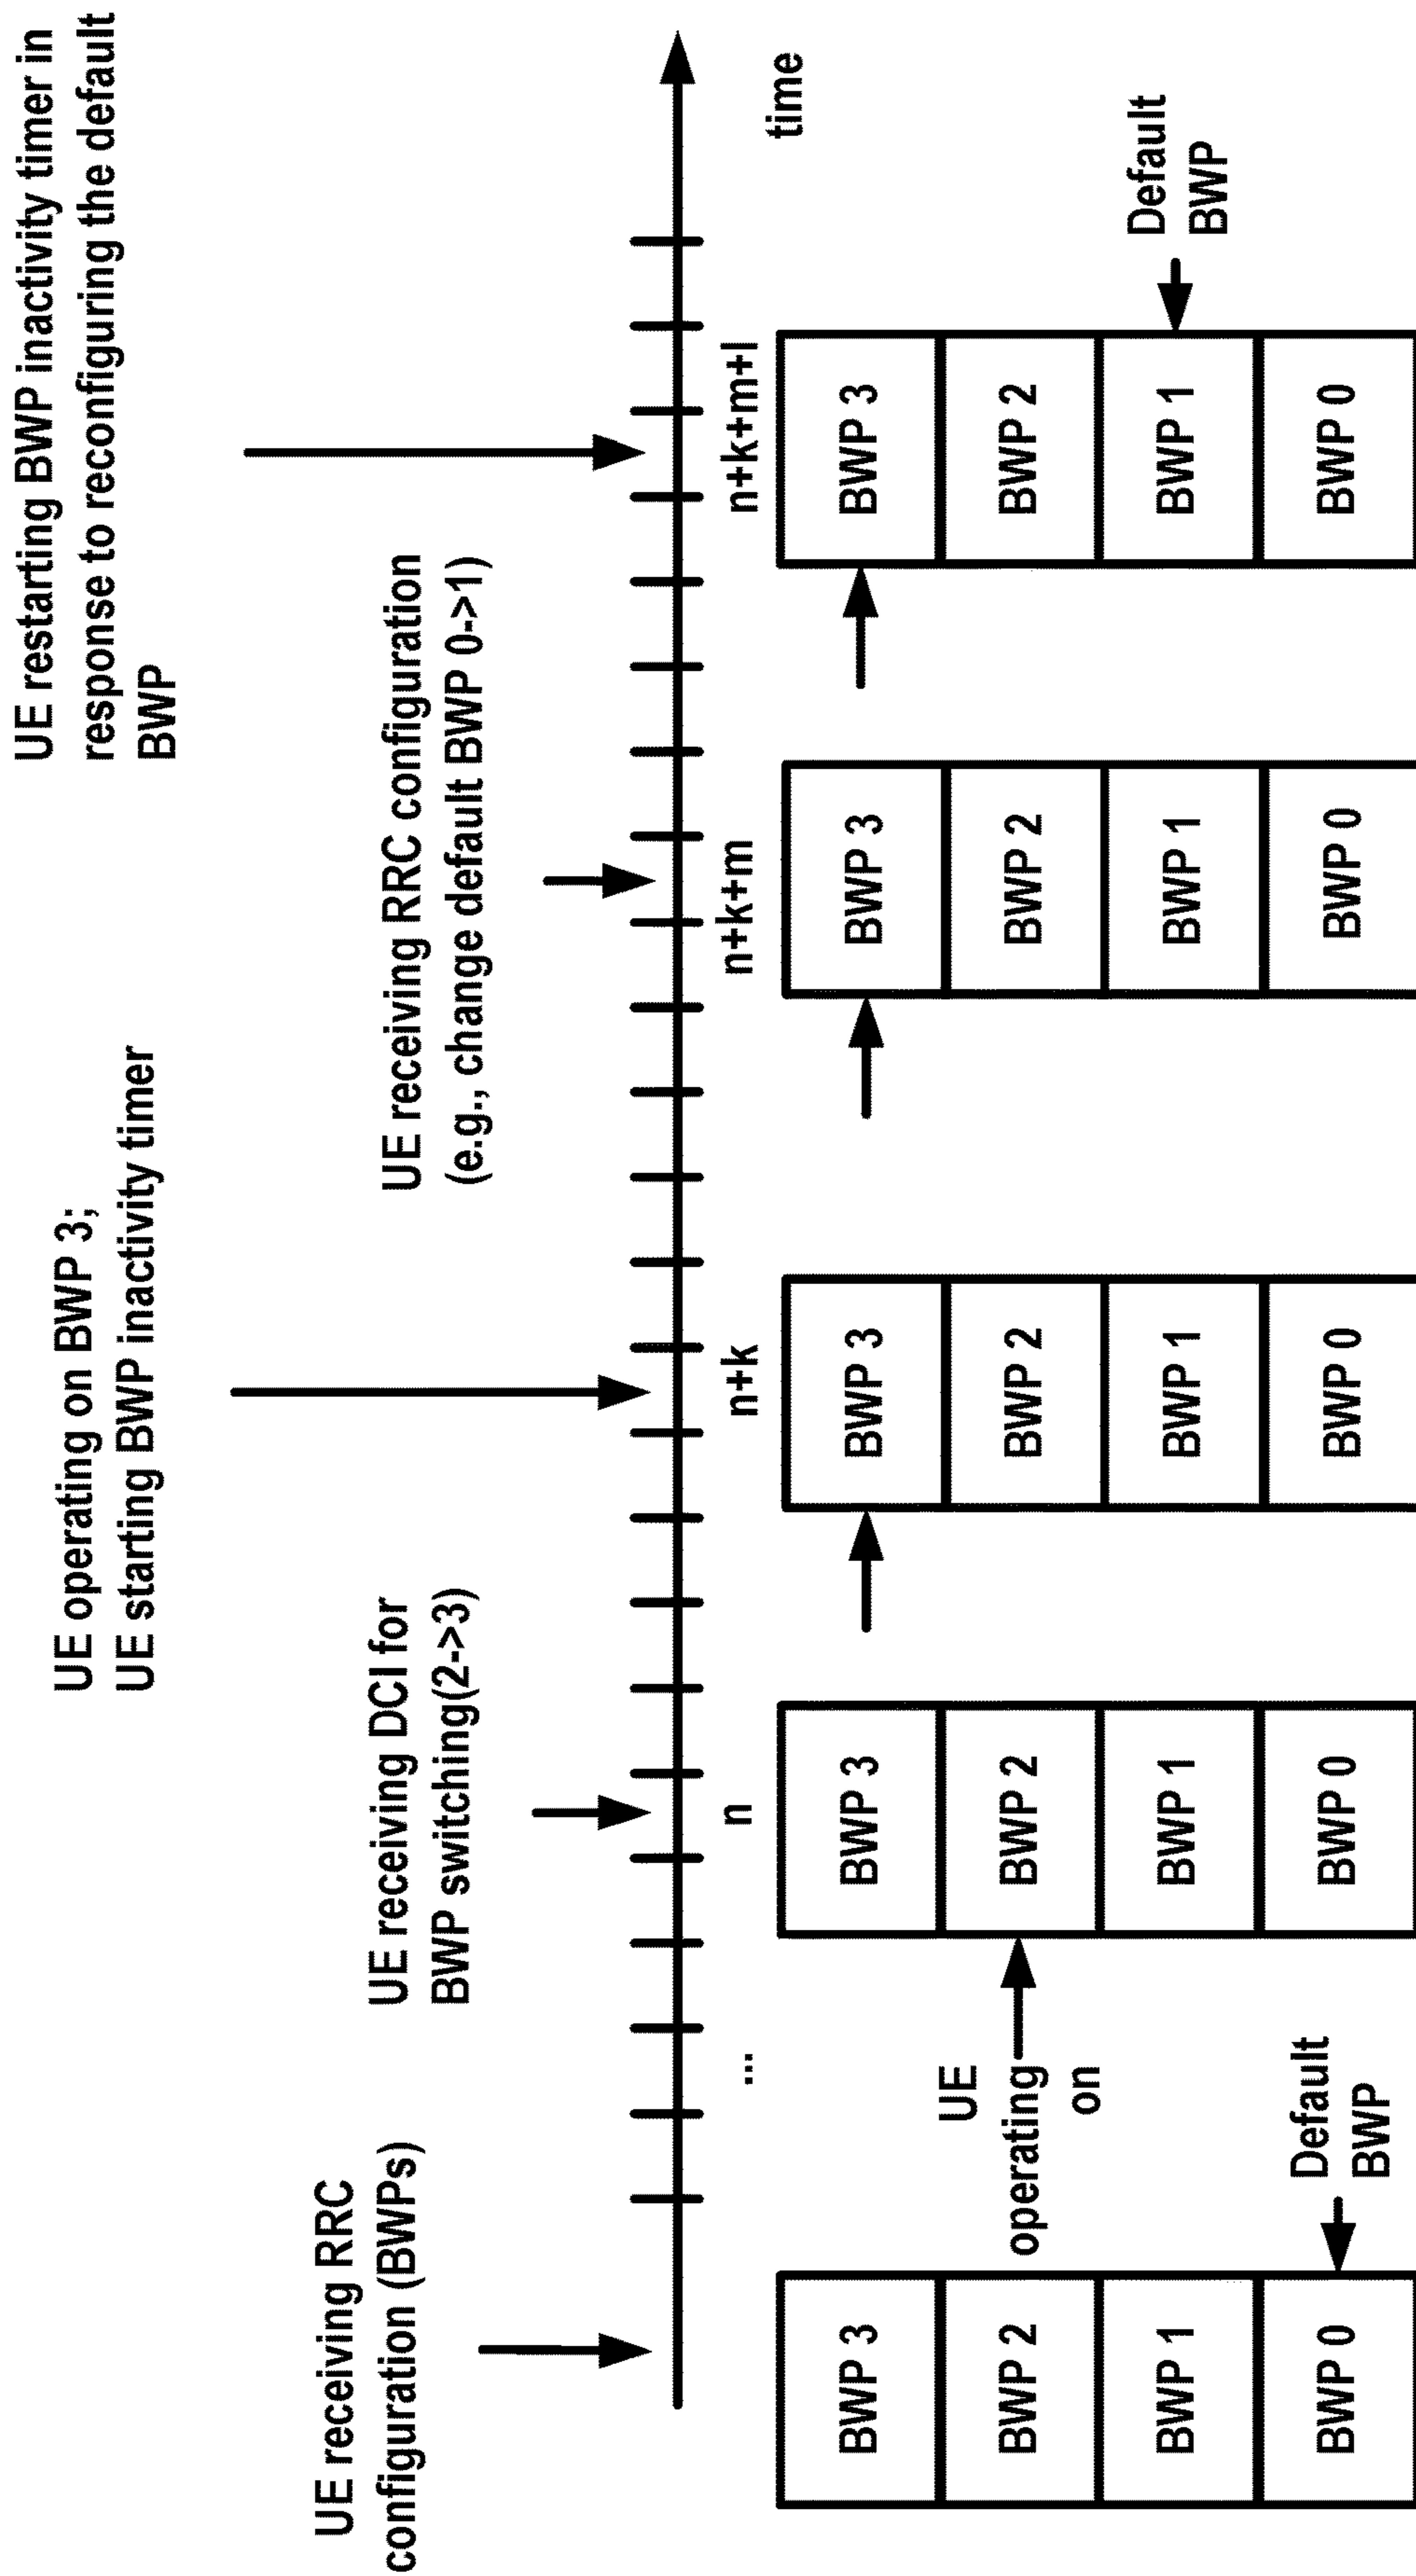 UE receiving RRC
configuration (BWPs)
UE receiving DCI for
BWP switching(2->3)
UE operating on BWP 3;
UE starting BWP inactivity timer
UE receiving RRC configuration
(e.g., change default BWP 0->1)
UE restarting BWP inactivity timer in
response to reconfiguring the default
BWP
...
n
n+k
n+k+m
n+k+m+l
time
BWP 3
BWP 2
BWP 1
BWP 0
Default
BWP
UE
operating
on
BWP 3
BWP 2
BWP 1
BWP 0
BWP 3
BWP 2
BWP 1
BWP 0
BWP 3
BWP 2
BWP 1
BWP 0
BWP 3
BWP 2
BWP 1
BWP 0
Default
BWP